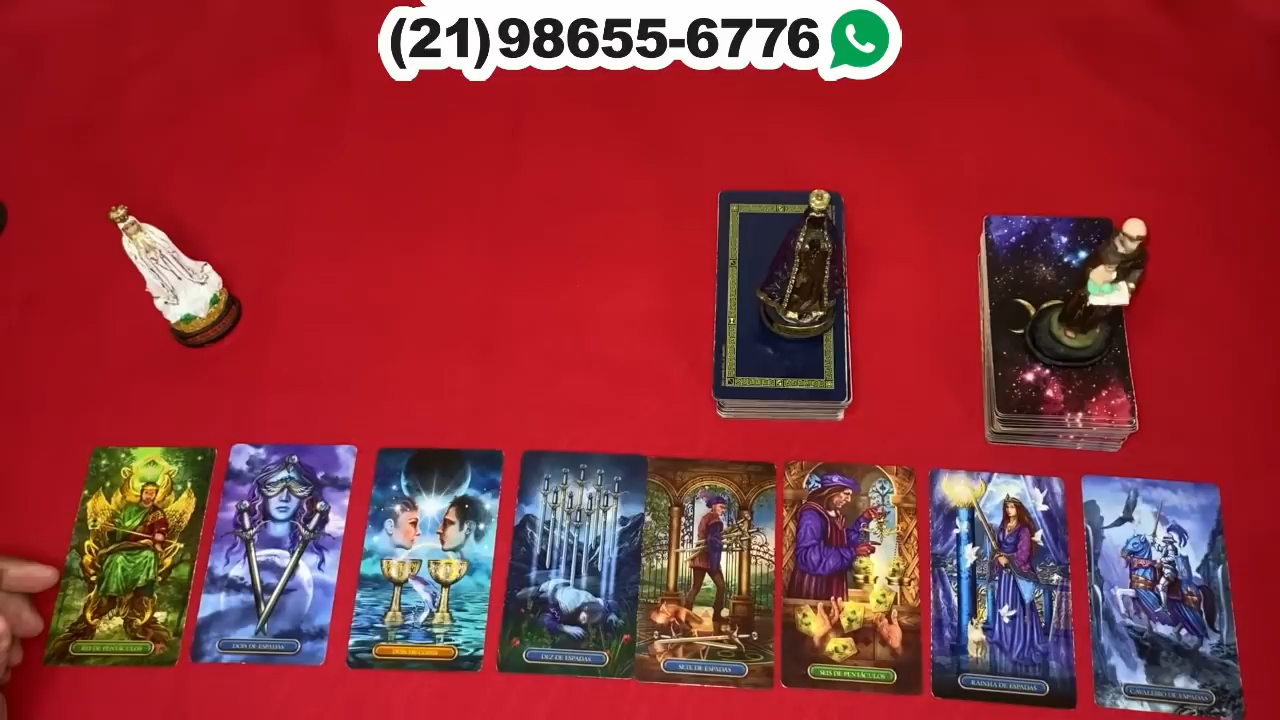 (21)98655-6776
REI DE PENTÁCULOS
DOIS DE ESPADAS
DOIS DE COPAS
DEZ DE ESPADAS
SETE DE ESPADAS
SEIS DE PENTÁCULOS
RAINHA DE ESPADAS
CAVALEIRO DE ESPADAS